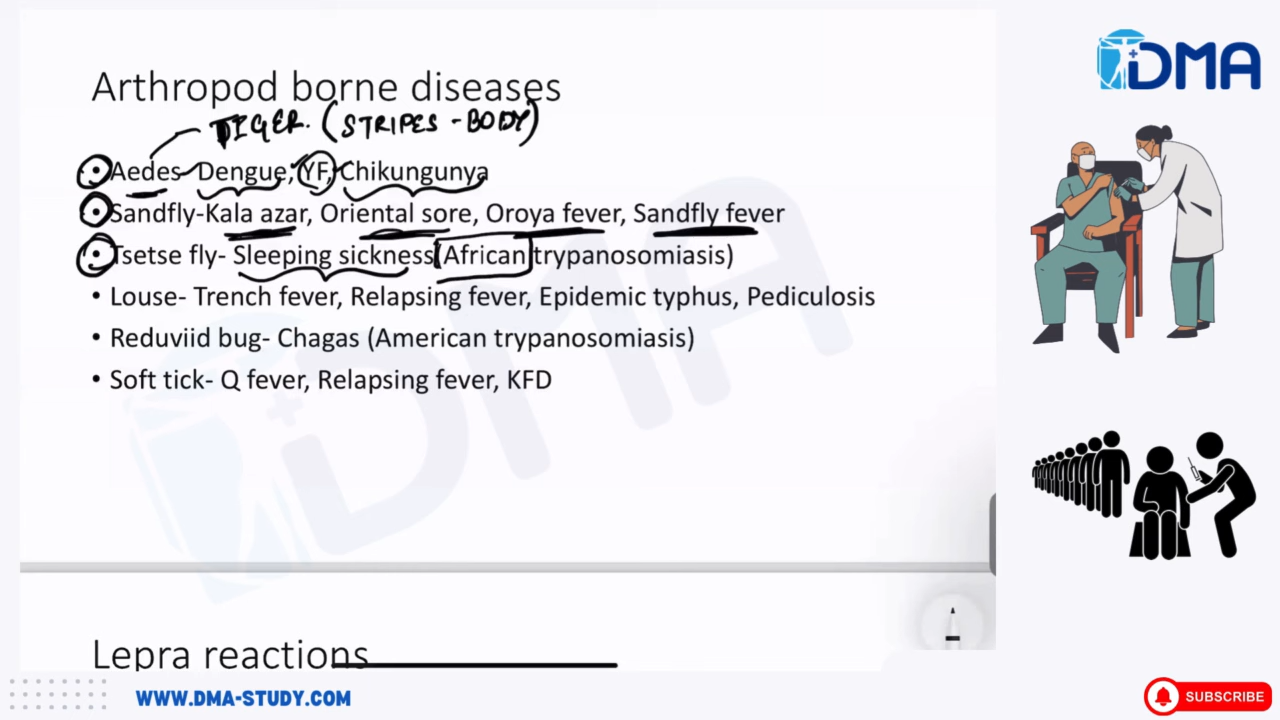 Arthropod borne diseases
TIGER. (STRIPES - BODY)
• Aedes- Dengue, YF, Chikungunya
• Sandfly-Kala azar, Oriental sore, Oroya fever, Sandfly fever
• Tsetse fly- Sleeping sickness (African trypanosomiasis)
• Louse- Trench fever, Relapsing fever, Epidemic typhus, Pediculosis
• Reduviid bug- Chagas (American trypanosomiasis)
• Soft tick- Q fever, Relapsing fever, KFD
Lepra reactions
DMA
DMA
WWW.DMA-STUDY.COM
SUBSCRIBE